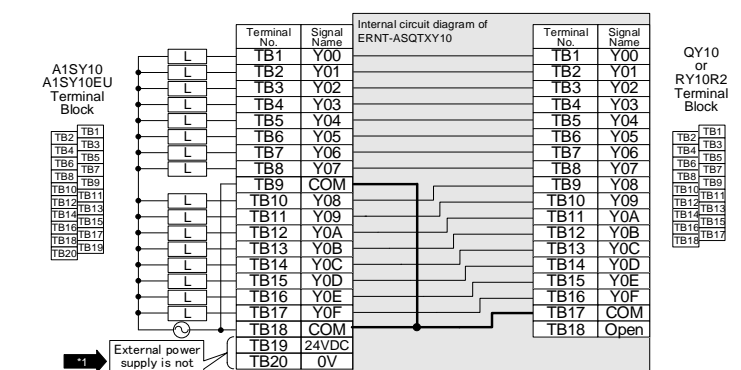 Internal circuit diagram of
ERNT-ASQTXY10
A1SY10
A1SY10EU
Terminal
Block
TB1
TB2
TB3
TB4
TB5
TB6
TB7
TB8
TB9
TB10
TB11
TB12
TB13
TB14
TB15
TB16
TB17
TB18
TB19
TB20
Terminal No. Signal Name
L TB1 Y00
L TB2 Y01
L TB3 Y02
L TB4 Y03
L TB5 Y04
L TB6 Y05
L TB7 Y06
L TB8 Y07
TB9 COM
L TB10 Y08
L TB11 Y09
L TB12 Y0A
L TB13 Y0B
L TB14 Y0C
L TB15 Y0D
L TB16 Y0E
L TB17 Y0F
TB18 COM
TB19 24VDC
TB20 0V
*1
External power
supply is not
Terminal No. Signal Name
TB1 Y00
TB2 Y01
TB3 Y02
TB4 Y03
TB5 Y04
TB6 Y05
TB7 Y06
TB8 Y07
TB9 Y08
TB10 Y09
TB11 Y0A
TB12 Y0B
TB13 Y0C
TB14 Y0D
TB15 Y0E
TB16 Y0F
TB17 COM
TB18 Open
QY10
or
RY10R2
Terminal
Block
TB1
TB2
TB3
TB4
TB5
TB6
TB7
TB8
TB9
TB10
TB11
TB12
TB13
TB14
TB15
TB16
TB17
TB18